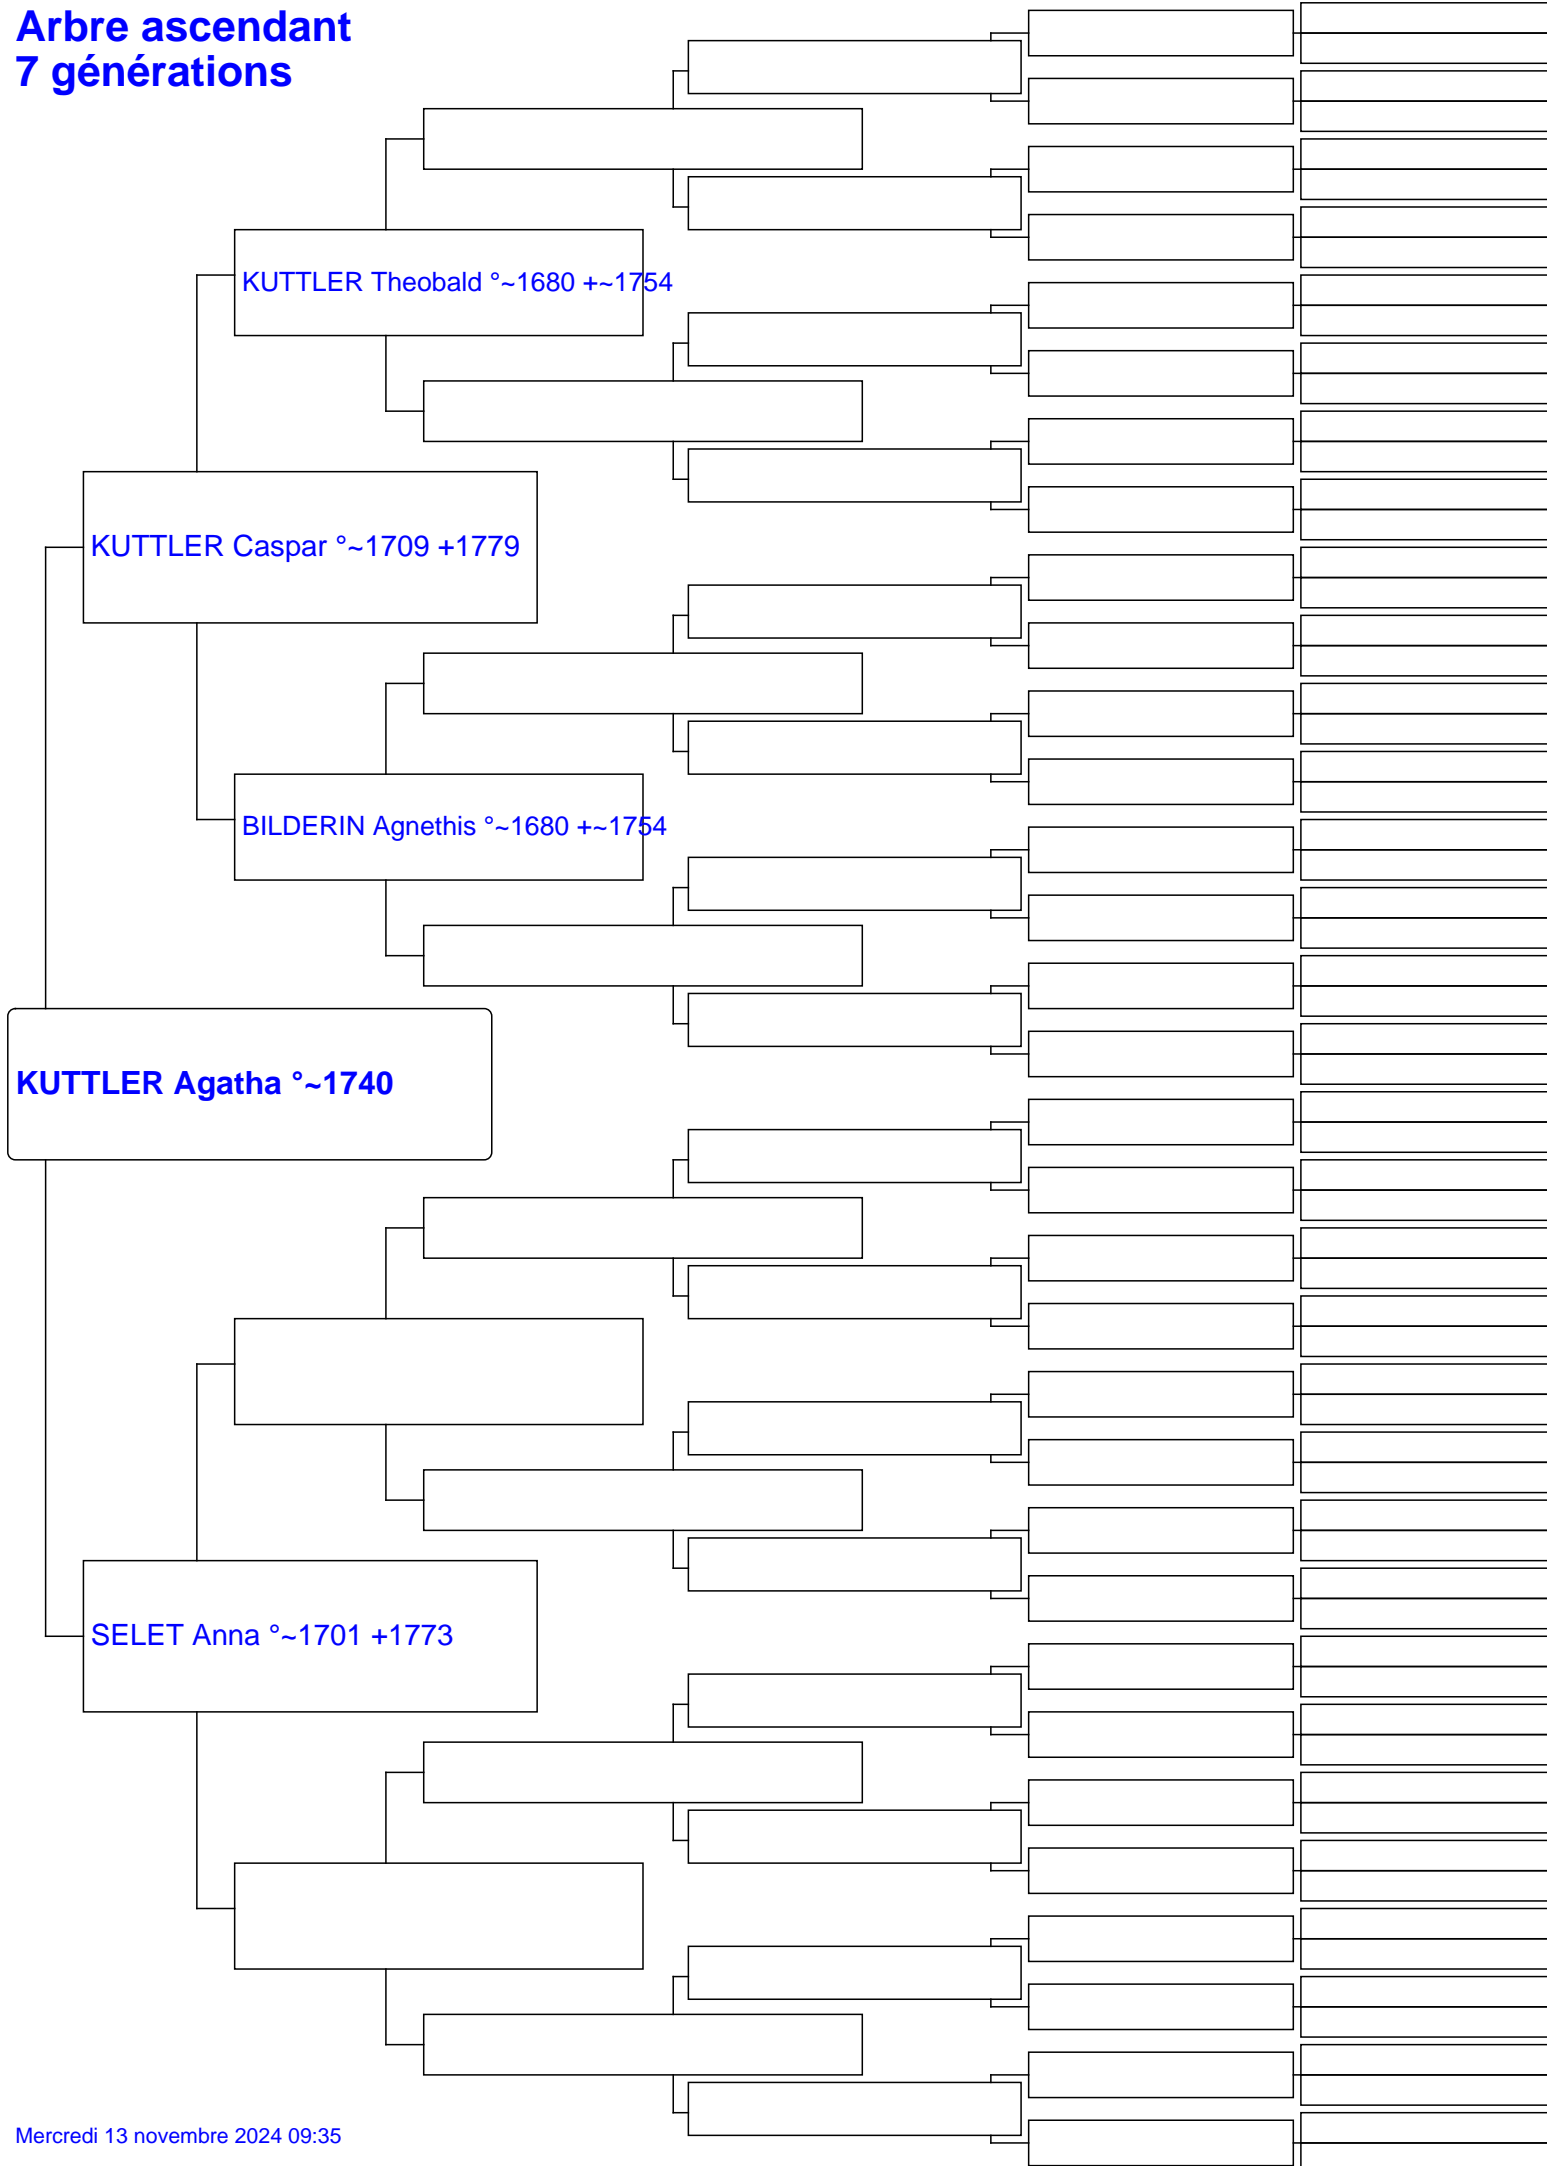 Arbre ascendant
7 générations
KUTTLER Theobald °~1680 +~1754
KUTTLER Caspar °~1709 +1779
BILDERIN Agnethis °~1680 +~1754
KUTTLER Agatha °~1740
SELET Anna °~1701 +1773
Mercredi 13 novembre 2024 09:35